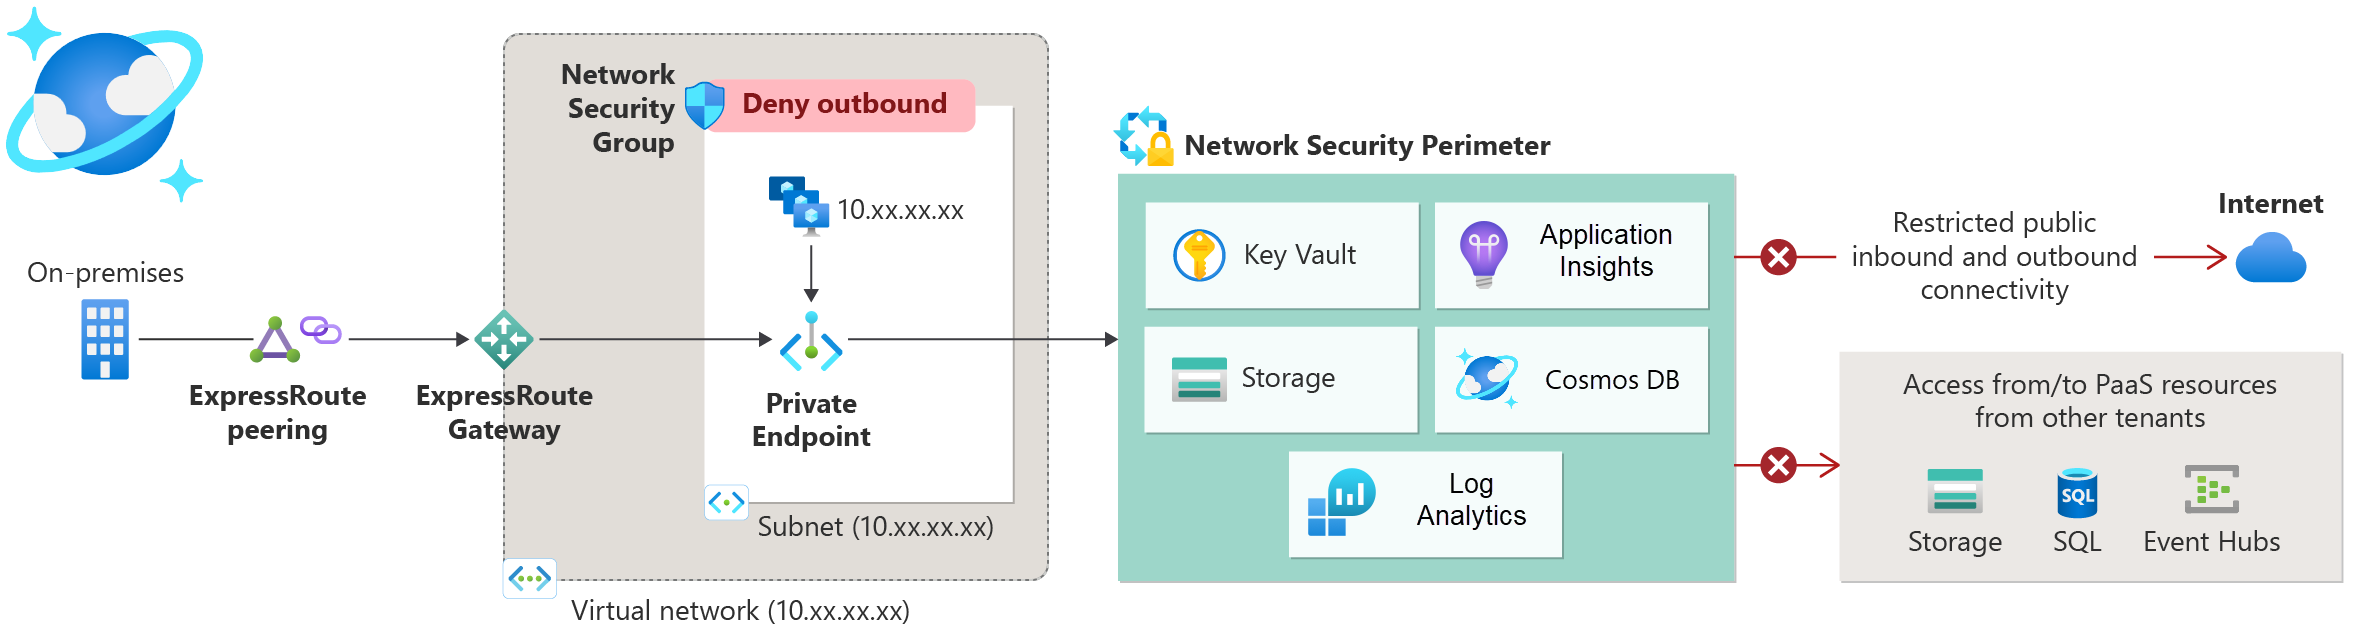 On-premises
ExpressRoute
peering
ExpressRoute
Gateway
Network
Security
Group
Deny outbound
10.xx.xx.xx
Private
Endpoint
Subnet (10.xx.xx.xx)
Virtual network (10.xx.xx.xx)
Network Security Perimeter
Key Vault
Application
Insights
Storage
Cosmos DB
Log
Analytics
Restricted public
inbound and outbound
connectivity
Internet
Access from/to PaaS resources
from other tenants
Storage
SQL
SQL
Event Hubs